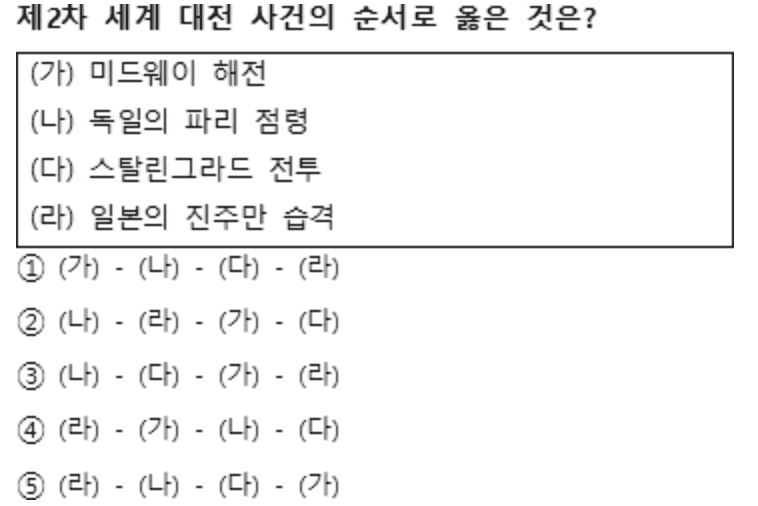 제2차 세계 대전 사건의 순서로 옳은 것은?
(가) 미드웨이 해전
(나) 독일의 파리 점령
(다) 스탈린그라드 전투
(라) 일본의 진주만 습격
① (가) - (나) - (다) - (라)
② (나) - (라) - (가) - (다)
③ (나) - (다) - (가) - (라)
④ (라) - (가) - (나) - (다)
⑤ (라) - (나) - (다) - (가)